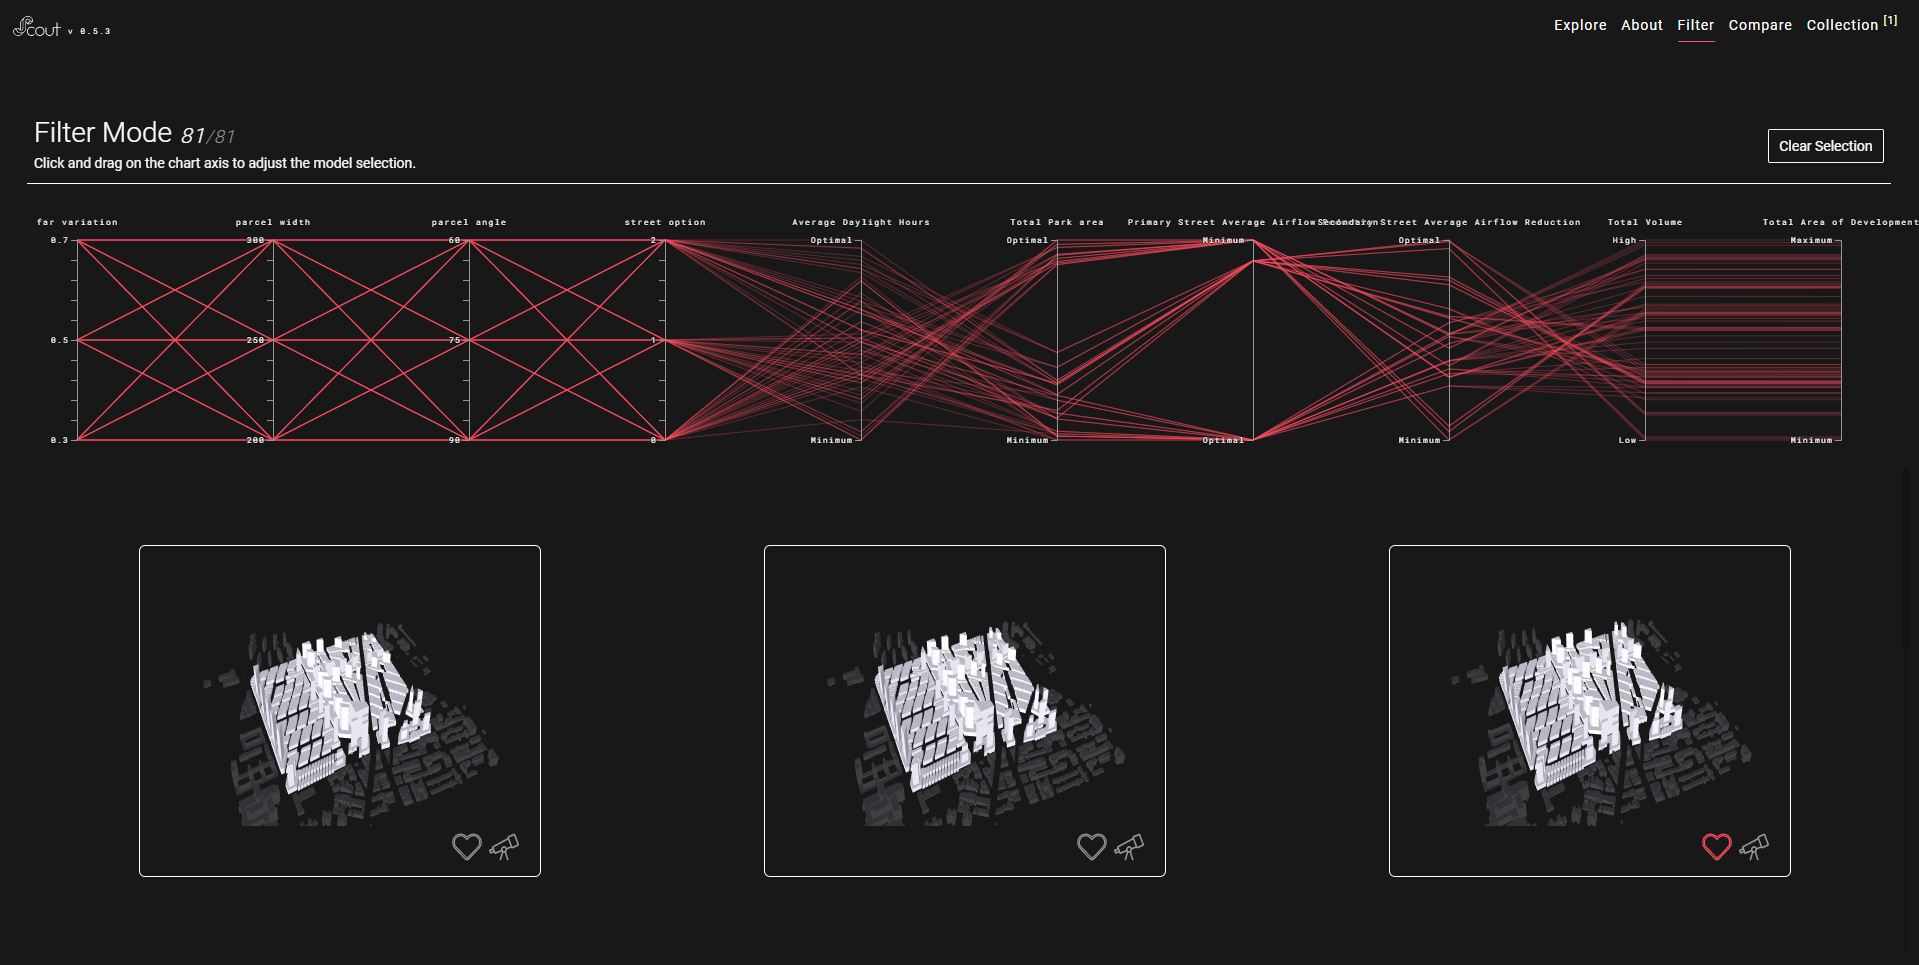 Scout v 0.5.3
Explore About Filter Compare Collection [1]
Filter Mode 81/81
Click and drag on the chart axis to adjust the model selection.
Clear Selection
far variation parcel width parcel angle street option Average Daylight Hours Total Park area Primary Street Average Airflow Street Average Airflow Reduction Total Volume Total Area of Development
0.7 300 60 2 Optimal Optimal Minimum Optimal High Maximum
0.5 250 75 1
0.3 200 90 0 Minimum Minimum Optimal Minimum Low Minimum